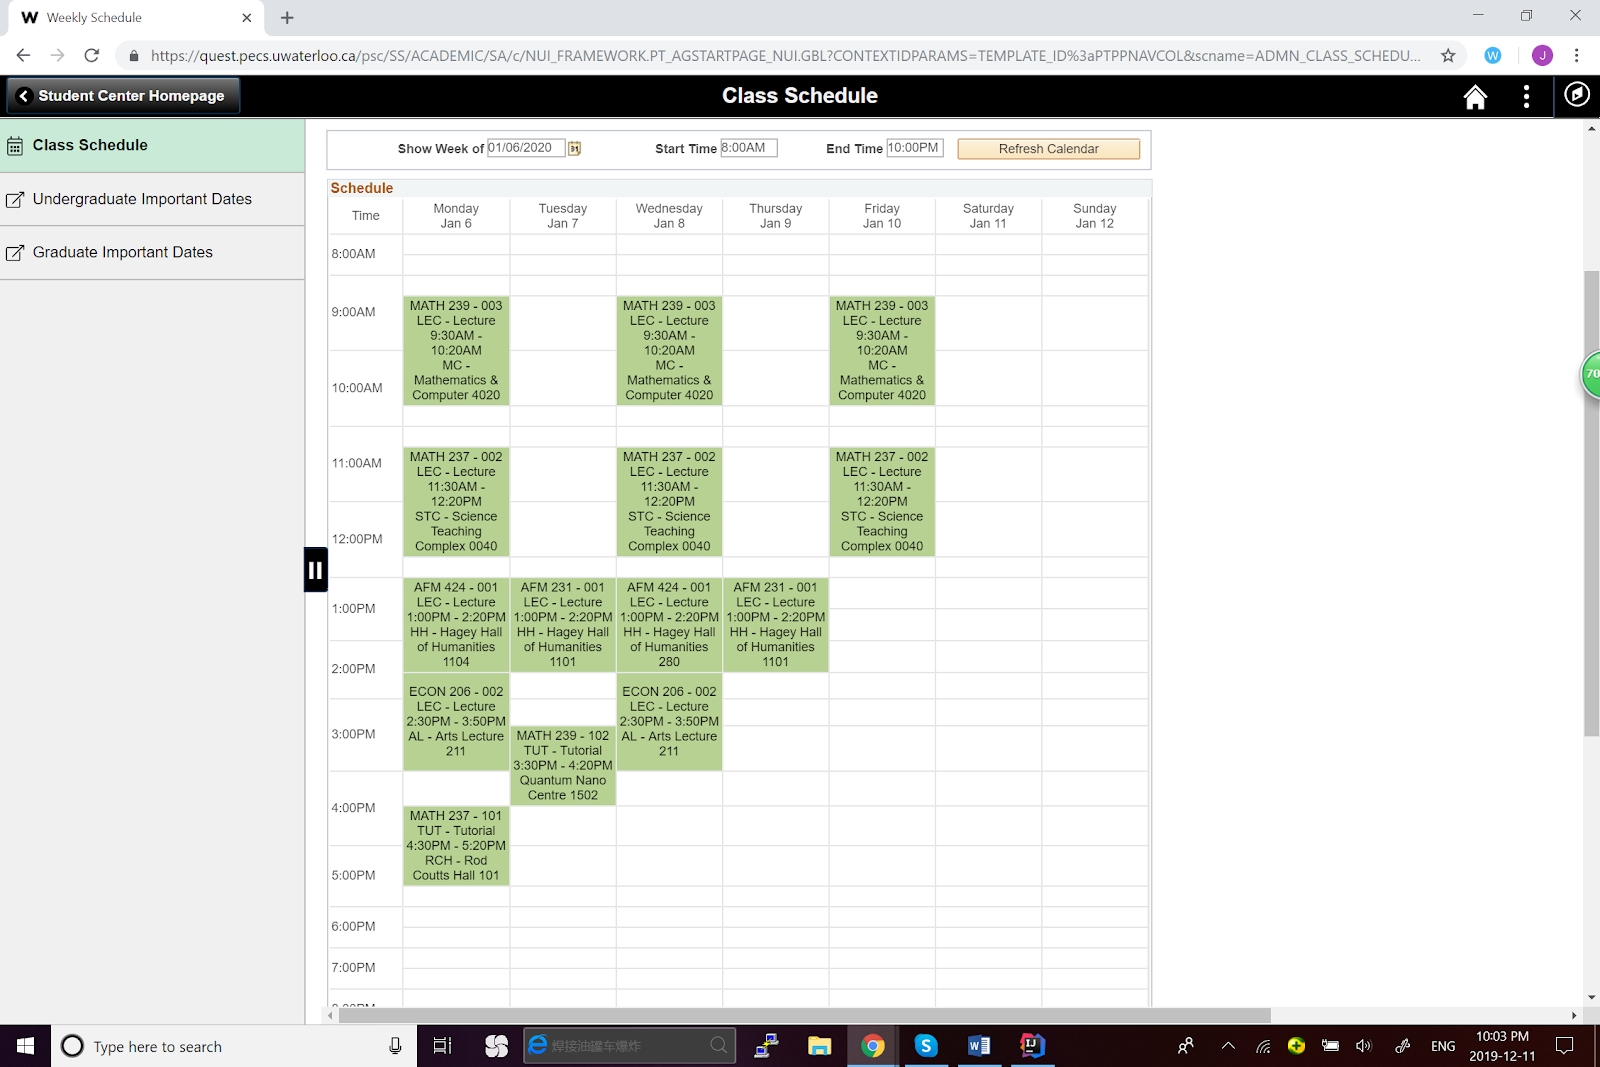 Weekly Schedule
https://quest.pecs.uwaterloo.ca/psc/SS/ACADEMIC/SA/c/NUI_FRAMEWORK.PT_AGSTARTPAGE_NUI.GBL?CONTEXTIDPARAMS=TEMPLATE_ID%3aPTPPNAVCOL&scname=ADMN_CLASS_SCHEDU...
W
J
Student Center Homepage
Class Schedule
Class Schedule
Undergraduate Important Dates
Graduate Important Dates
Show Week of 01/06/2020 31 Start Time 8:00AM End Time 10:00PM Refresh Calendar
Schedule
Time
Monday
Jan 6
Tuesday
Jan 7
Wednesday
Jan 8
Thursday
Jan 9
Friday
Jan 10
Saturday
Jan 11
Sunday
Jan 12
8:00AM
9:00AM
MATH 239 - 003
LEC - Lecture
9:30AM -
10:20AM
MC -
Mathematics &
Computer 4020
MATH 239 - 003
LEC - Lecture
9:30AM -
10:20AM
MC -
Mathematics &
Computer 4020
MATH 239 - 003
LEC - Lecture
9:30AM -
10:20AM
MC -
Mathematics &
Computer 4020
10:00AM
11:00AM
MATH 237 - 002
LEC - Lecture
11:30AM -
12:20PM
STC - Science
Teaching
Complex 0040
MATH 237 - 002
LEC - Lecture
11:30AM -
12:20PM
STC - Science
Teaching
Complex 0040
MATH 237 - 002
LEC - Lecture
11:30AM -
12:20PM
STC - Science
Teaching
Complex 0040
12:00PM
1:00PM
AFM 424 - 001
LEC - Lecture
1:00PM - 2:20PM
HH - Hagey Hall
of Humanities
1104
AFM 231 - 001
LEC - Lecture
1:00PM - 2:20PM
HH - Hagey Hall
of Humanities
1101
AFM 424 - 001
LEC - Lecture
1:00PM - 2:20PM
HH - Hagey Hall
of Humanities
280
AFM 231 - 001
LEC - Lecture
1:00PM - 2:20PM
HH - Hagey Hall
of Humanities
1101
2:00PM
ECON 206 - 002
LEC - Lecture
2:30PM - 3:50PM
AL - Arts Lecture
211
ECON 206 - 002
LEC - Lecture
2:30PM - 3:50PM
AL - Arts Lecture
211
3:00PM
MATH 239 - 102
TUT - Tutorial
3:30PM - 4:20PM
Quantum Nano
Centre 1502
4:00PM
MATH 237 - 101
TUT - Tutorial
4:30PM - 5:20PM
RCH - Rod
Coutts Hall 101
5:00PM
6:00PM
7:00PM
70
Type here to search
焊接油罐车爆炸
ENG
10:03 PM
2019-12-11